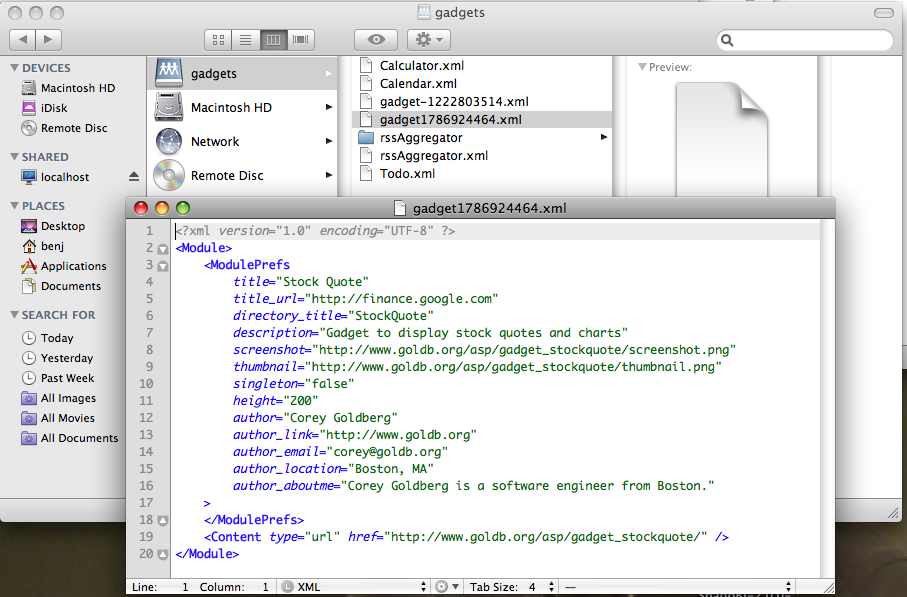 gadgets
DEVICES
Macintosh HD
iDisk
Remote Disc
SHARED
localhost
PLACES
Desktop
benj
Applications
Documents
SEARCH FOR
Today
Yesterday
Past Week
All Images
All Movies
All Documents
gadgets
Macintosh HD
Network
Remote Disc
Calculator.xml
Calendar.xml
gadget-1222803514.xml
gadget1786924464.xml
rssAggregator
rssAggregator.xml
Todo.xml
Preview:
gadget1786924464.xml
1 <?xml version="1.0" encoding="UTF-8" ?>
2 <Module>
3 <ModulePrefs
4 title="Stock Quote"
5 title_url="http://finance.google.com"
6 directory_title="StockQuote"
7 description="Gadget to display stock quotes and charts"
8 screenshot="http://www.goldb.org/asp/gadget_stockquote/screenshot.png"
9 thumbnail="http://www.goldb.org/asp/gadget_stockquote/thumbnail.png"
10 singleton="false"
11 height="200"
12 author="Corey Goldberg"
13 author_link="http://www.goldb.org"
14 author_email="corey@goldb.org"
15 author_location="Boston, MA"
16 author_aboutme="Corey Goldberg is a software engineer from Boston."
17 >
18 </ModulePrefs>
19 <Content type="url" href="http://www.goldb.org/asp/gadget_stockquote/" />
20 </Module>
Line: 1 Column: 1 XML Tab Size: 4 —